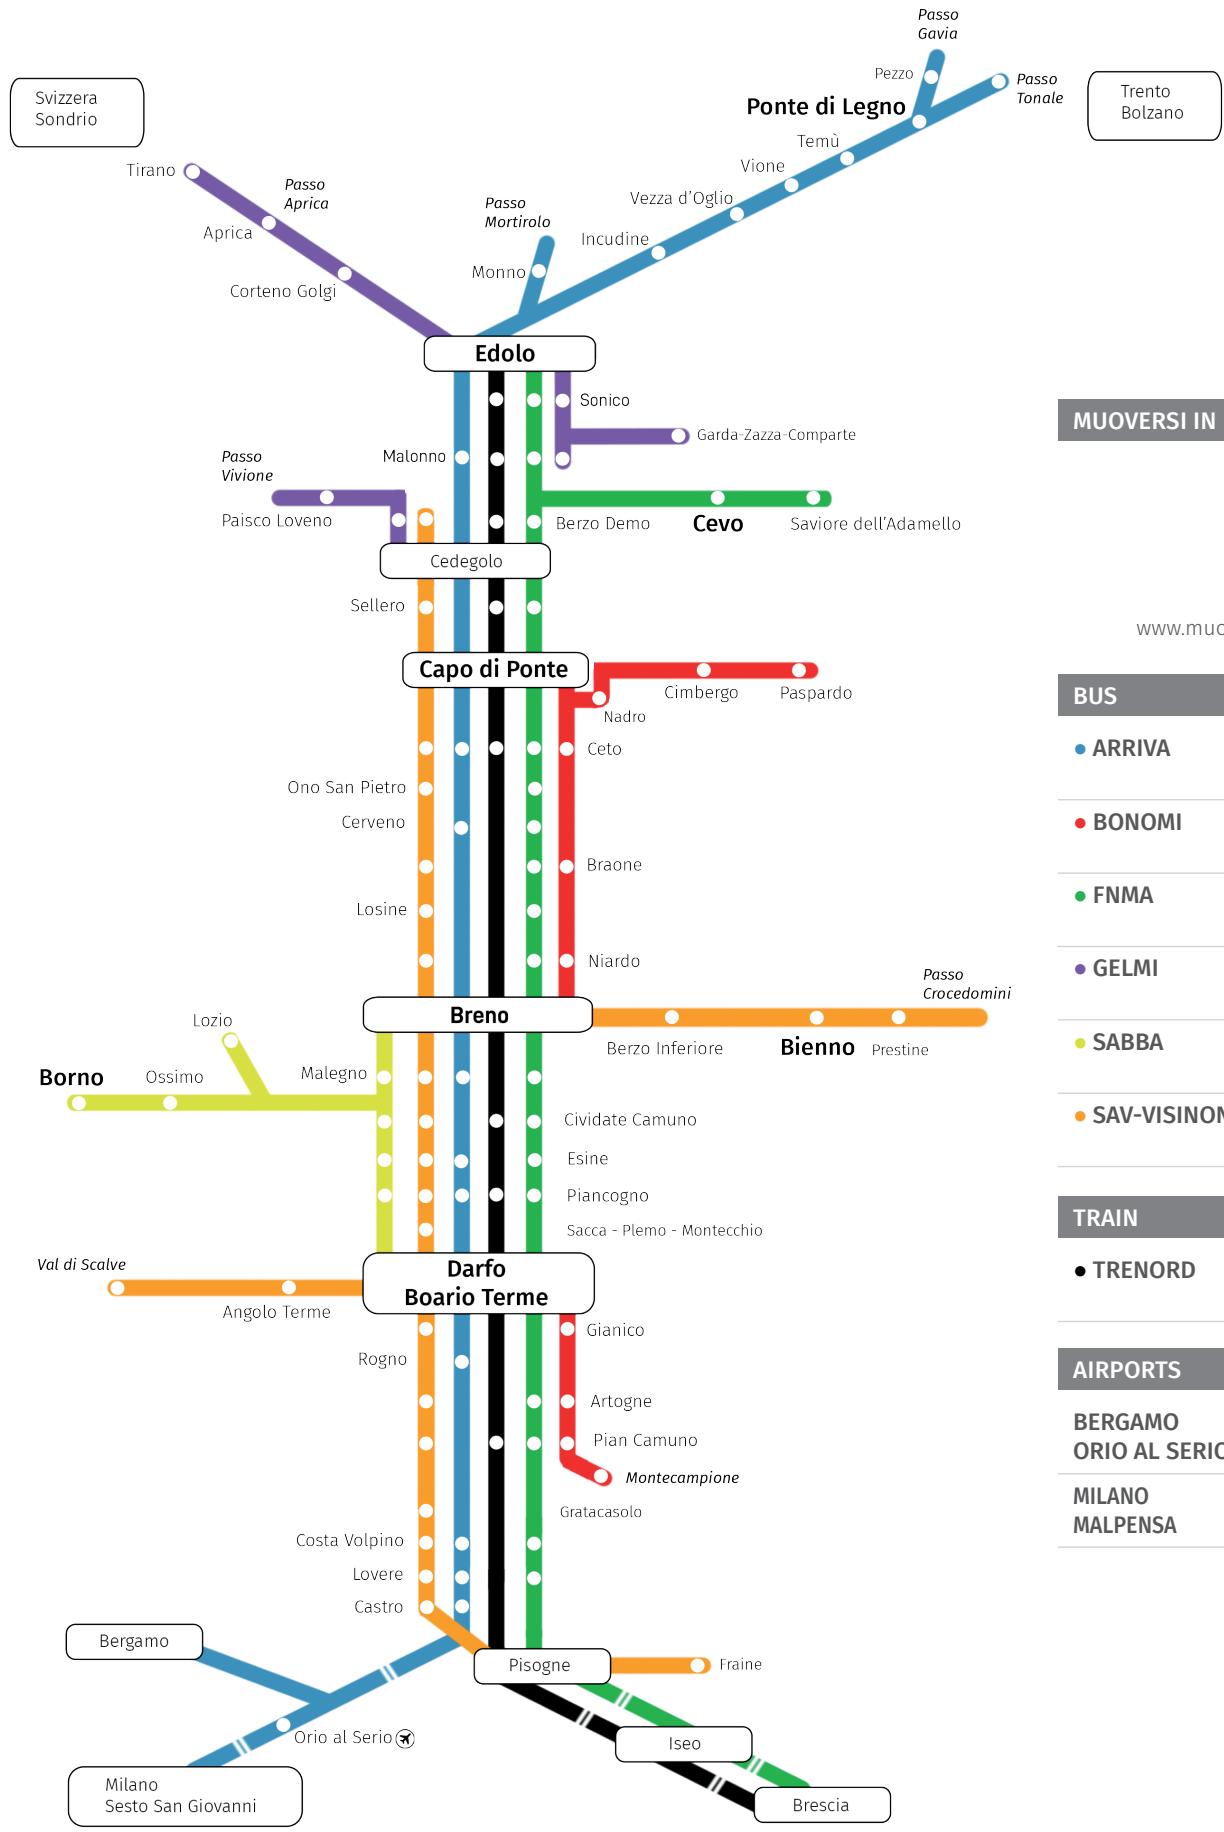 Passo
Gavia
Pezzo
Passo
Tonale
Svizzera
Sondrio
Trento
Bolzano
Ponte di Legno
Temù
Vione
Tirano
Passo
Aprica
Vezza d'Oglio
Passo
Mortirolo
Aprica
Incudine
Monno
Corteno Golgi
Edolo
Sonico
MUOVERSI IN
Garda-Zazza-Comparte
Malonno
Passo
Vivione
Paisco Loveno
Berzo Demo
Cevo
Saviore dell'Adamello
Cedegolo
Sellero
www.muo
Capo di Ponte
Cimbergo
Paspardo
BUS
Nadro
Ceto
ARRIVA
Ono San Pietro
Cerveno
BONOMI
Braone
FNMA
Losine
Niardo
GELMI
Passo
Crocedomini
Breno
Lozio
Berzo Inferiore
Bienno
Prestine
SABBA
Malegno
Borno
Ossimo
Cividate Camuno
SAV-VISINON
Esine
Piancogno
Sacca - Plemo - Montecchio
TRAIN
Val di Scalve
Darfo
Boario Terme
TRENORD
Angolo Terme
Gianico
Rogno
AIRPORTS
Artogne
Pian Camuno
BERGAMO
ORIO AL SERIO
Montecampione
MILANO
MALPENSA
Gratacasolo
Costa Volpino
Lovere
Castro
Bergamo
Pisogne
Fraine
Orio al Serio
Iseo
Milano
Sesto San Giovanni
Brescia